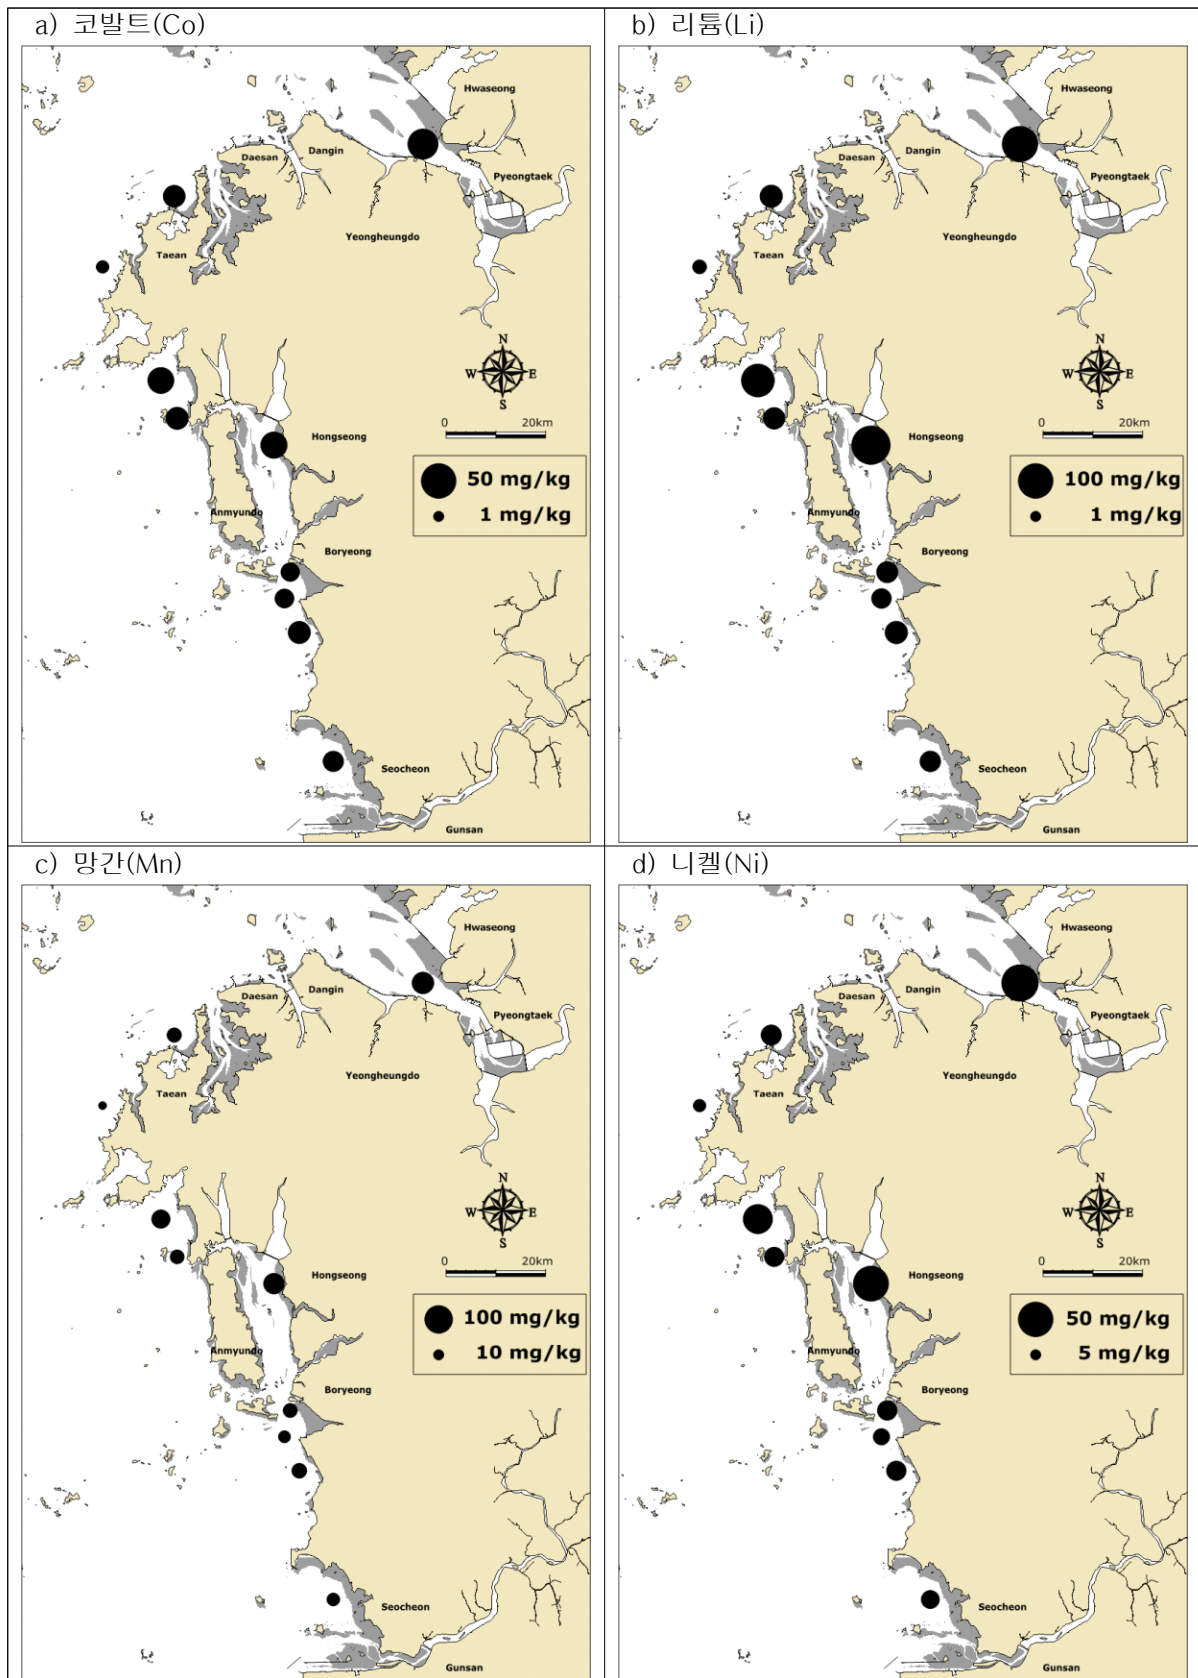 a) 코발트(Co)
Hwaseong
Daesan
Dangin
Pyeongtaek
Yeongheungdo
Taean
N
W
E
S
0
20km
Hongseong
50 mg/kg
1 mg/kg
Anmyundo
Boryeong
Seocheon
Gunsan
b) 리튬(Li)
Hwaseong
Daesan
Dangin
Pyeongtaek
Yeongheungdo
Taean
N
W
E
S
0
20km
Hongseong
100 mg/kg
1 mg/kg
Anmyundo
Boryeong
Seocheon
Gunsan
c) 망간(Mn)
Hwaseong
Daesan
Dangin
Pyeongtaek
Yeongheungdo
Taean
N
W
E
S
0
20km
Hongseong
100 mg/kg
10 mg/kg
Anmyundo
Boryeong
Seocheon
Gunsan
d) 니켈(Ni)
Hwaseong
Daesan
Dangin
Pyeongtaek
Yeongheungdo
Taean
N
W
E
S
0
20km
Hongseong
50 mg/kg
5 mg/kg
Anmyundo
Boryeong
Seocheon
Gunsan